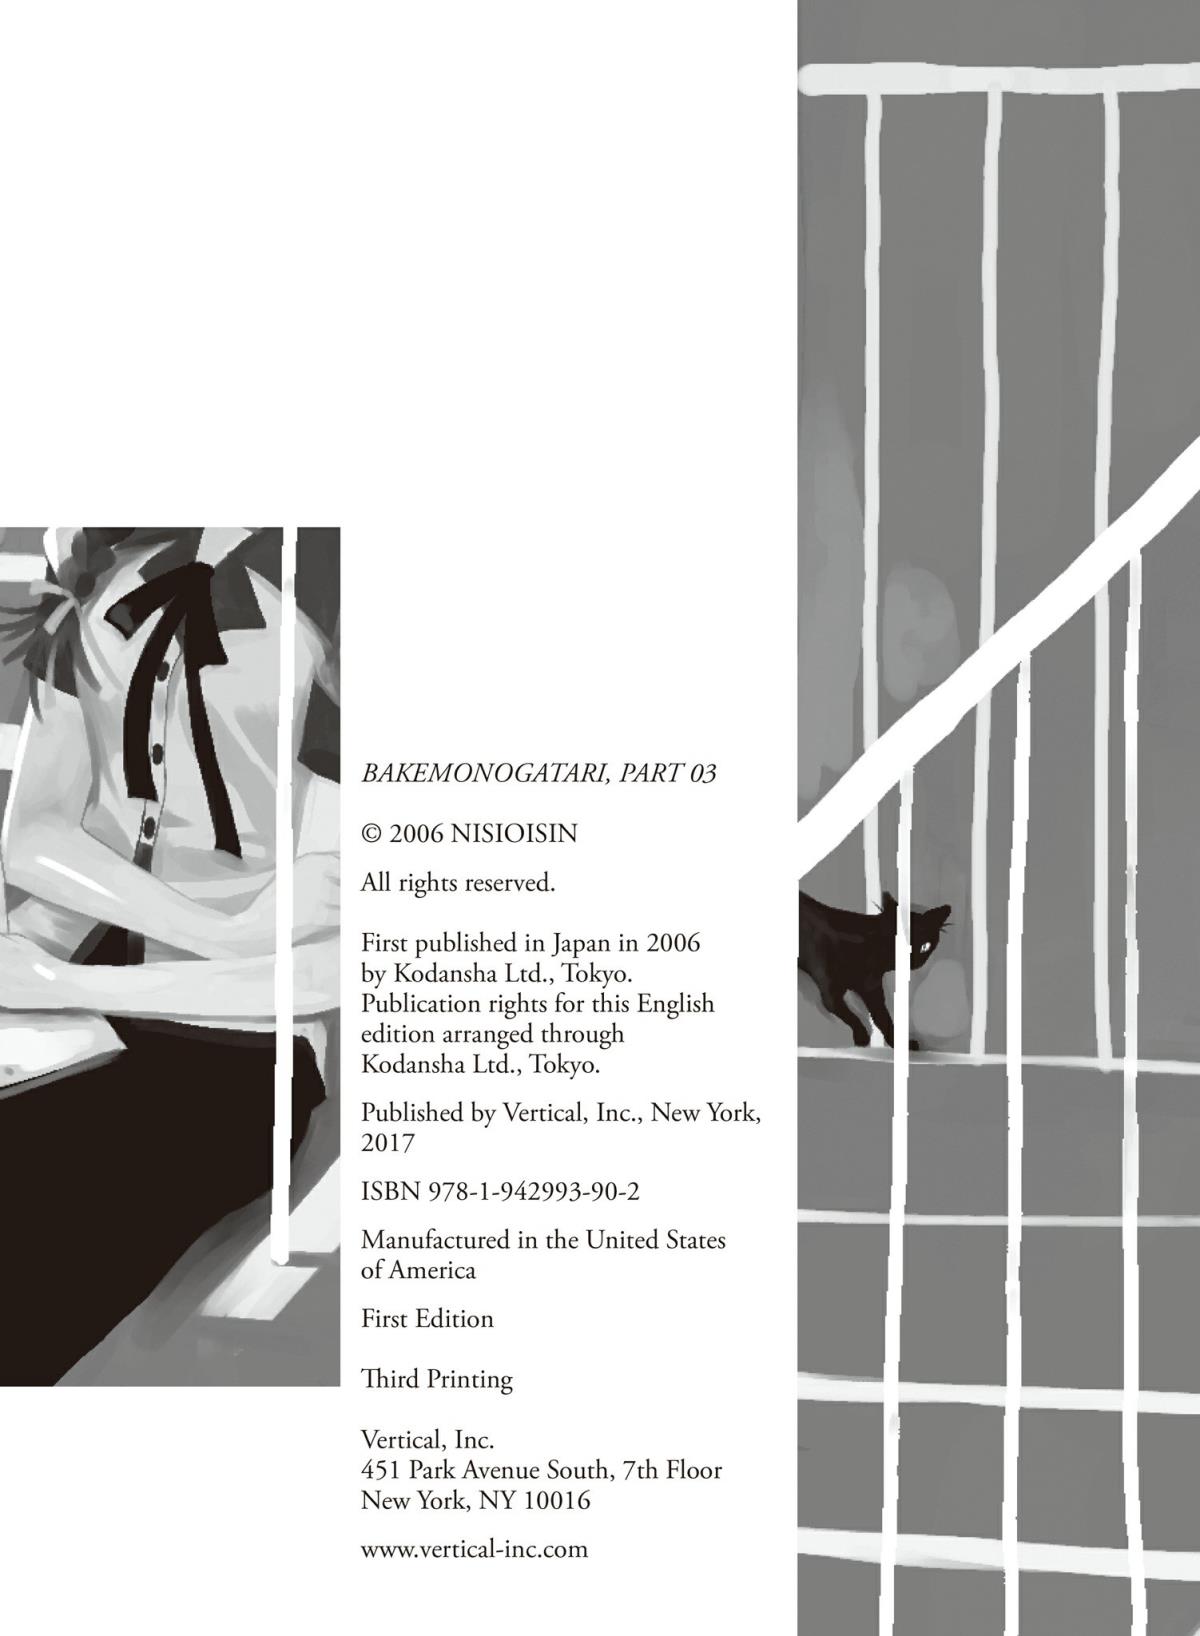 BAKEMONOGATARI, PART 03
© 2006 NISIOISIN
All rights reserved.
First published in Japan in 2006
by Kodansha Ltd., Tokyo.
Publication rights for this English
edition arranged through
Kodansha Ltd., Tokyo.
Published by Vertical, Inc., New York,
2017
ISBN 978-1-942993-90-2
Manufactured in the United States
of America
First Edition
Third Printing
Vertical, Inc.
451 Park Avenue South, 7th Floor
New York, NY 10016
www.vertical-inc.com